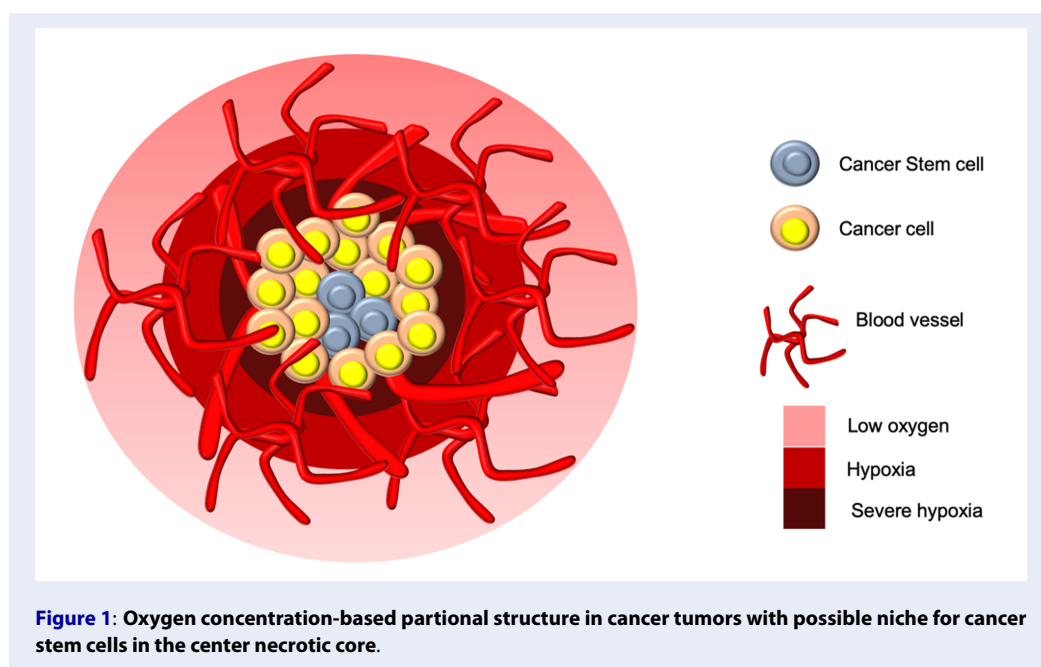 Cancer Stem cell
Cancer cell
Blood vessel
Low oxygen
Hypoxia
Severe hypoxia
Figure 1: Oxygen concentration-based partional structure in cancer tumors with possible niche for cancer
stem cells in the center necrotic core.